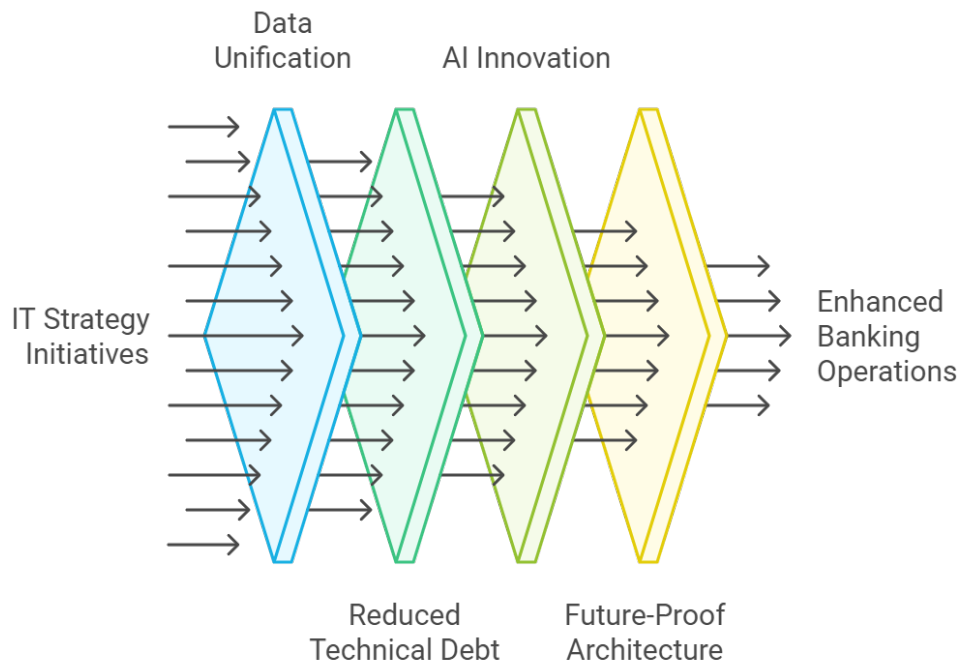 Data
Unification
AI Innovation
IT Strategy
Initiatives
Enhanced
Banking
Operations
Reduced
Technical Debt
Future-Proof
Architecture